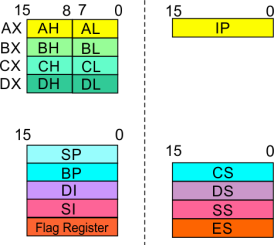 15 8 7 0
AX AH AL
BX BH BL
CX CH CL
DX DH DL
15 0
IP
15 0
SP
BP
DI
SI
Flag Register
15 0
CS
DS
SS
ES